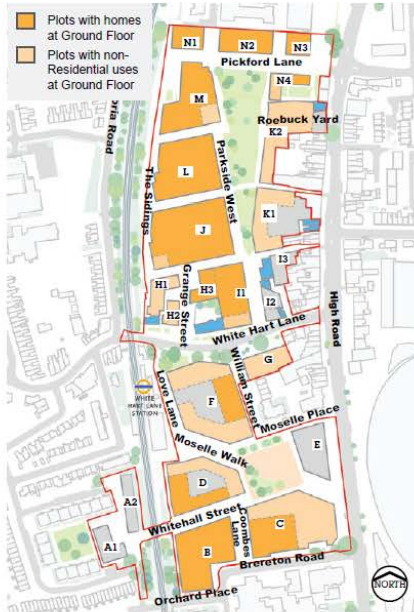 Plots with homes
at Ground Floor
Plots with non-
Residential uses
at Ground Floor
N1
N2
N3
Pickford Lane
N4
M
Roebuck Yard
K2
oria Road
Parkside West
The Sidings
L
K1
J
I3
H1
Grange Street
H3
I1
I2
H2
High Road
White Hart Lane
G
William Street
Love Lane
WHITE
HART LANE
STATION
F
Moselle Place
E
Moselle Walk
D
A2
Whitehall Street
Coombes
Lane
C
A1
B
Brereton Road
Orchard Place
NORTH